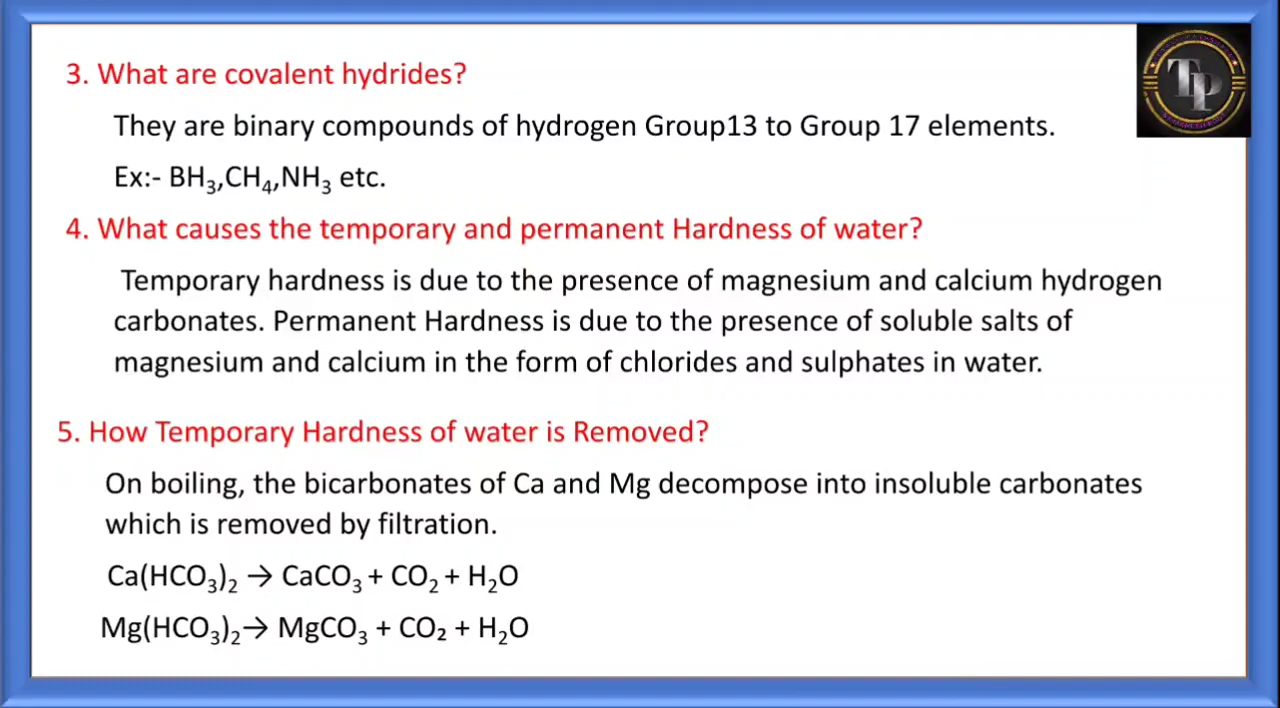 3. What are covalent hydrides?
They are binary compounds of hydrogen Group13 to Group 17 elements.
Ex:- BH₃,CH₄,NH₃ etc.
4. What causes the temporary and permanent Hardness of water?
Temporary hardness is due to the presence of magnesium and calcium hydrogen
carbonates. Permanent Hardness is due to the presence of soluble salts of
magnesium and calcium in the form of chlorides and sulphates in water.
5. How Temporary Hardness of water is Removed?
On boiling, the bicarbonates of Ca and Mg decompose into insoluble carbonates
which is removed by filtration.
Ca(HCO₃)₂ → CaCO₃ + CO₂ + H₂O
Mg(HCO₃)₂→ MgCO₃ + CO₂ + H₂O
TP